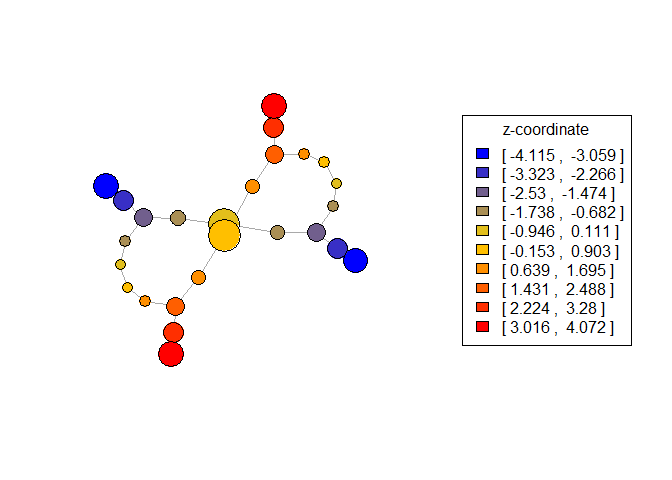 z-coordinate
[ -4.115 , -3.059 ]
[ -3.323 , -2.266 ]
[ -2.53 , -1.474 ]
[ -1.738 , -0.682 ]
[ -0.946 , 0.111 ]
[ -0.153 , 0.903 ]
[ 0.639 , 1.695 ]
[ 1.431 , 2.488 ]
[ 2.224 , 3.28 ]
[ 3.016 , 4.072 ]